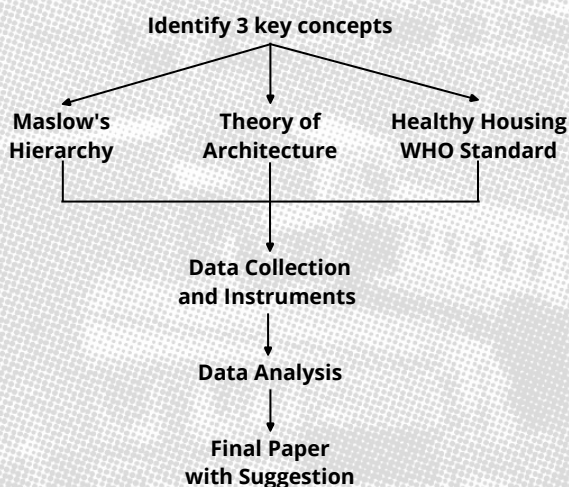 Identify 3 key concepts
Maslow's
Hierarchy
Theory of
Architecture
Healthy Housing
WHO Standard
Data Collection
and Instruments
Data Analysis
Final Paper
with Suggestion